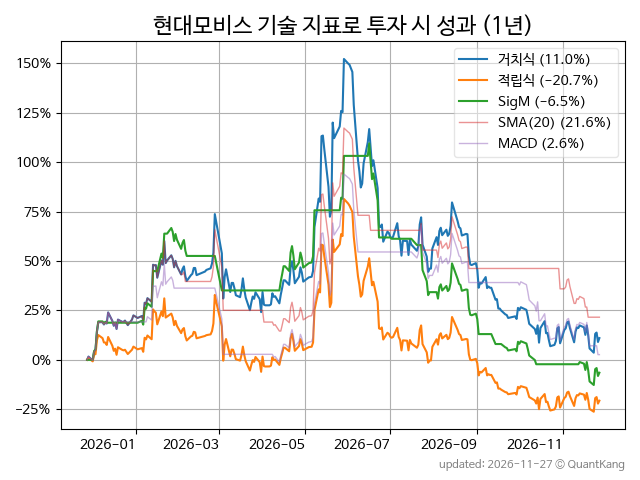 현대모비스 기술 지표로 투자 시 성과 (1년)
거치식 (11.0%)
적립식 (−20.7%)
SigM (−6.5%)
SMA(20) (21.6%)
MACD (2.6%)
150%
125%
100%
75%
50%
25%
0%
−25%
2026-01 2026-03 2026-05 2026-07 2026-09 2026-11
updated: 2026-11-27 © QuantKang